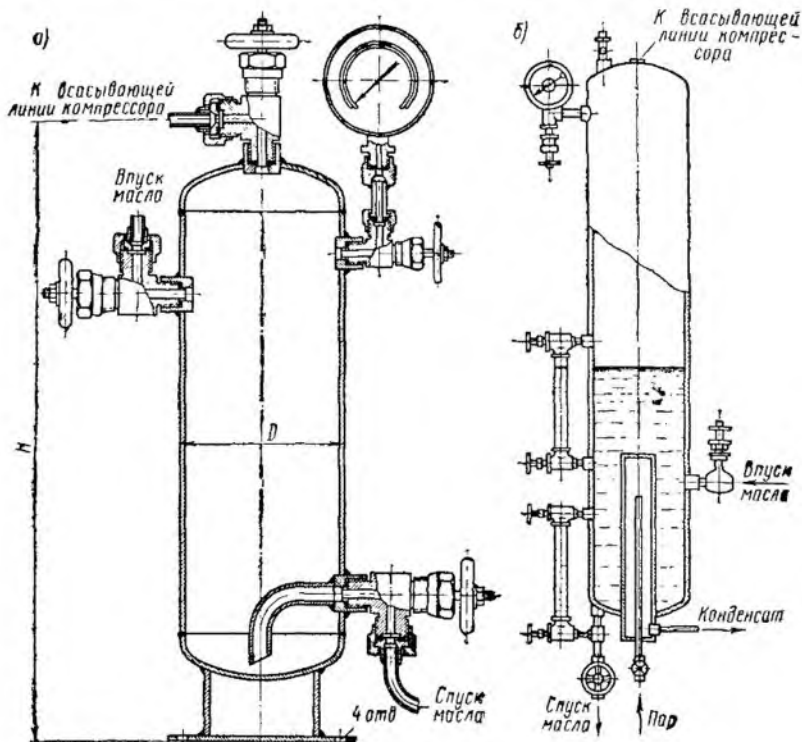 а)
К всасывающей
линии компрессора
Впуск
масла
H
D
Спуск
масла
4 отв
б)
К всасывающей
линии компрес-
сора
Впуск
масла
Конденсат
Спуск
масла
Пар